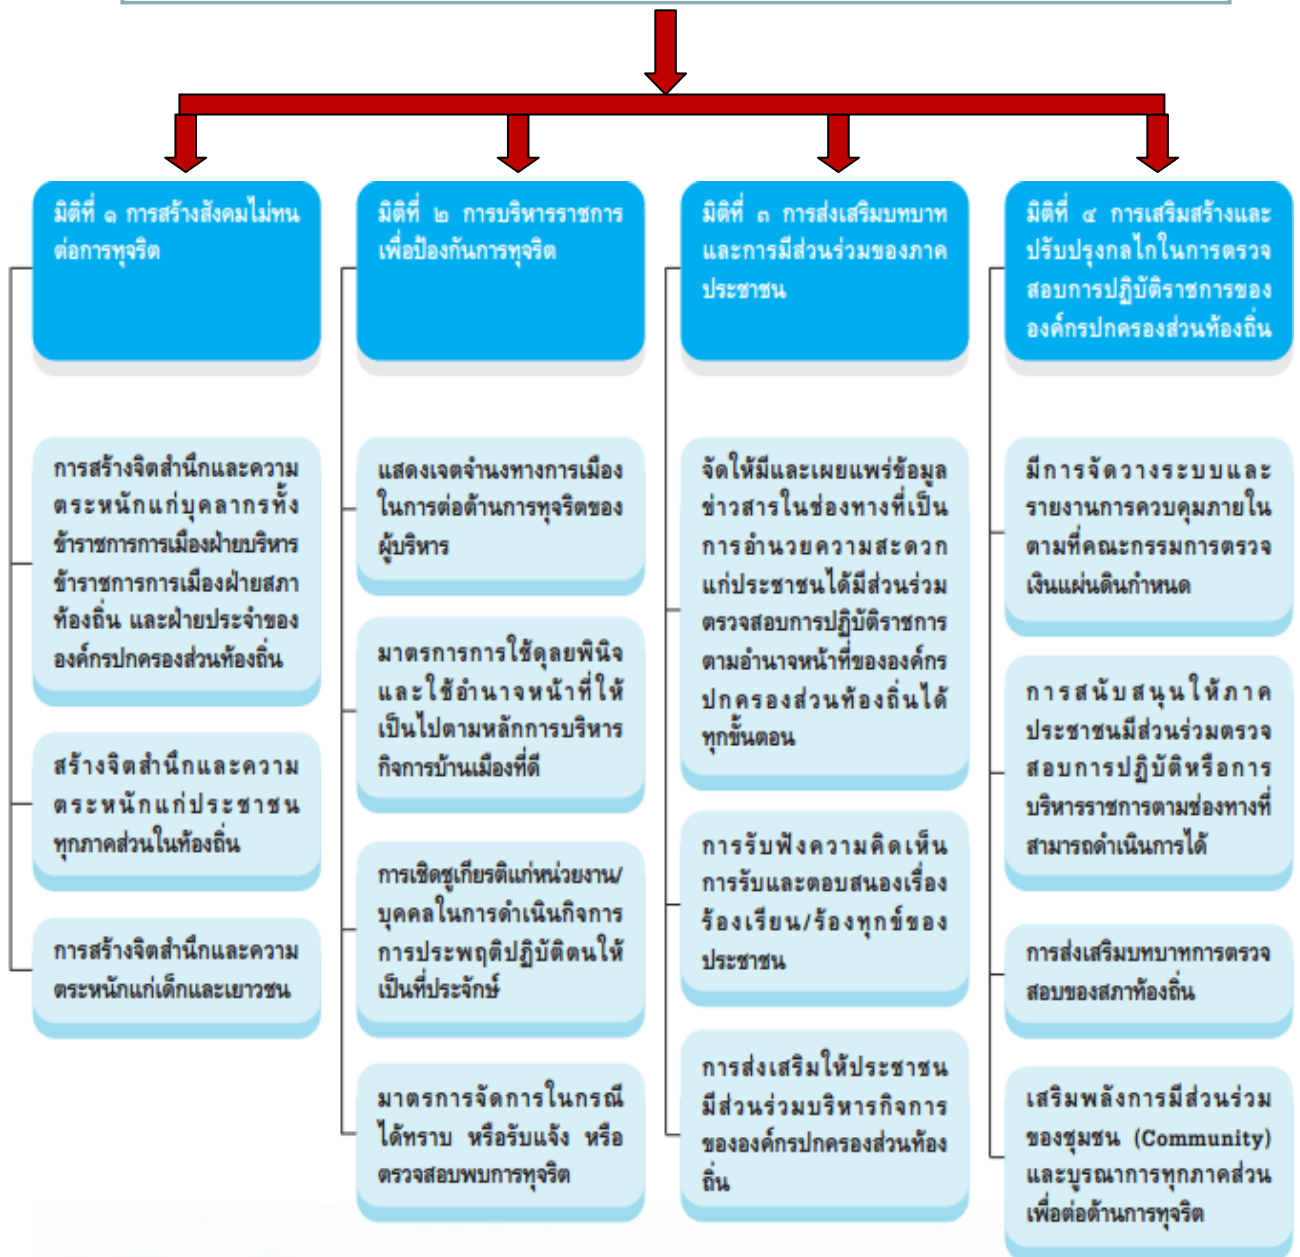 มิติที่ ๑ การสร้างสังคมไม่ทน
ต่อการทุจริต
การสร้างจิตสำนึกและความ
ตระหนักแก่บุคลากรทั้ง
ข้าราชการการเมืองฝ่ายบริหาร
ข้าราชการการเมืองฝ่ายสภา
ท้องถิ่น และฝ่ายประจำของ
องค์กรปกครองส่วนท้องถิ่น
สร้างจิตสำนึกและความ
ตระหนักแก่ประชาชน
ทุกภาคส่วนในท้องถิ่น
การสร้างจิตสำนึกและความ
ตระหนักแก่เด็กและเยาวชน
มิติที่ ๒ การบริหารราชการ
เพื่อป้องกันการทุจริต
แสดงเจตจำนงทางการเมือง
ในการต่อต้านการทุจริตของ
ผู้บริหาร
มาตรการการใช้ดุลยพินิจ
และใช้อำนาจหน้าที่ให้
เป็นไปตามหลักการบริหาร
กิจการบ้านเมืองที่ดี
การเชิดชูเกียรติแก่หน่วยงาน/
บุคคลในการดำเนินกิจการ
การประพฤติปฏิบัติตนให้
เป็นที่ประจักษ์
มาตรการจัดการในกรณี
ได้ทราบ หรือรับแจ้ง หรือ
ตรวจสอบพบการทุจริต
มิติที่ ๓ การส่งเสริมบทบาท
และการมีส่วนร่วมของภาค
ประชาชน
จัดให้มีและเผยแพร่ข้อมูล
ข่าวสารในช่องทางที่เป็น
การอำนวยความสะดวก
แก่ประชาชนได้มีส่วนร่วม
ตรวจสอบการปฏิบัติราชการ
ตามอำนาจหน้าที่ขององค์กร
ปกครองส่วนท้องถิ่นได้
ทุกขั้นตอน
การรับฟังความคิดเห็น
การรับและตอบสนองเรื่อง
ร้องเรียน/ร้องทุกข์ของ
ประชาชน
การส่งเสริมให้ประชาชน
มีส่วนร่วมบริหารกิจการ
ขององค์กรปกครองส่วนท้อง
ถิ่น
มิติที่ ๔ การเสริมสร้างและ
ปรับปรุงกลไกในการตรวจ
สอบการปฏิบัติราชการของ
องค์กรปกครองส่วนท้องถิ่น
มีการจัดวางระบบและ
รายงานการควบคุมภายใน
ตามที่คณะกรรมการตรวจ
เงินแผ่นดินกำหนด
การสนับสนุนให้ภาค
ประชาชนมีส่วนร่วมตรวจ
สอบการปฏิบัติหรือการ
บริหารราชการตามช่องทางที่
สามารถดำเนินการได้
การส่งเสริมบทบาทการตรวจ
สอบของสภาท้องถิ่น
เสริมพลังการมีส่วนร่วม
ของชุมชน (Community)
และบูรณาการทุกภาคส่วน
เพื่อต่อต้านการทุจริต